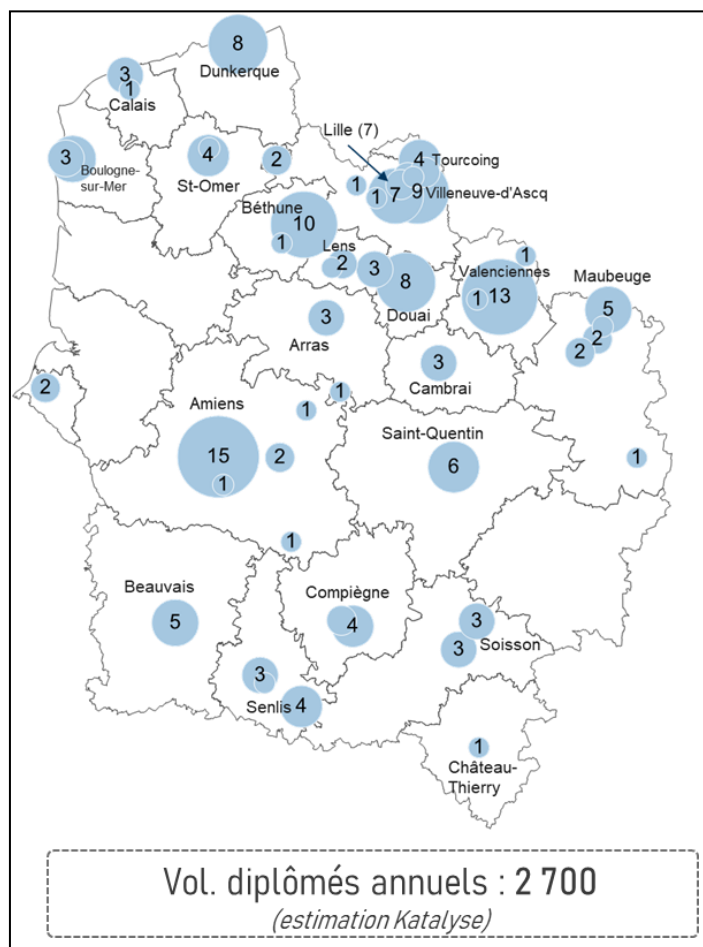 8
Dunkerque
3
1
Calais
Lille (7)
3
Boulogne-
sur-Mer
4
St-Omer
2
4
Tourcoing
1
1
7
9
Villeneuve-d'Ascq
Béthune
10
1
Lens
2
3
8
Douai
Valenciennes
1
13
Maubeuge
5
2
2
3
Arras
3
Cambrai
2
1
1
Amiens
15
2
1
Saint-Quentin
6
1
1
Beauvais
5
Compiègne
4
3
Soisson
3
3
Senlis
4
1
Château-
Thierry
Vol. diplômés annuels : 2 700
(estimation Katalyse)